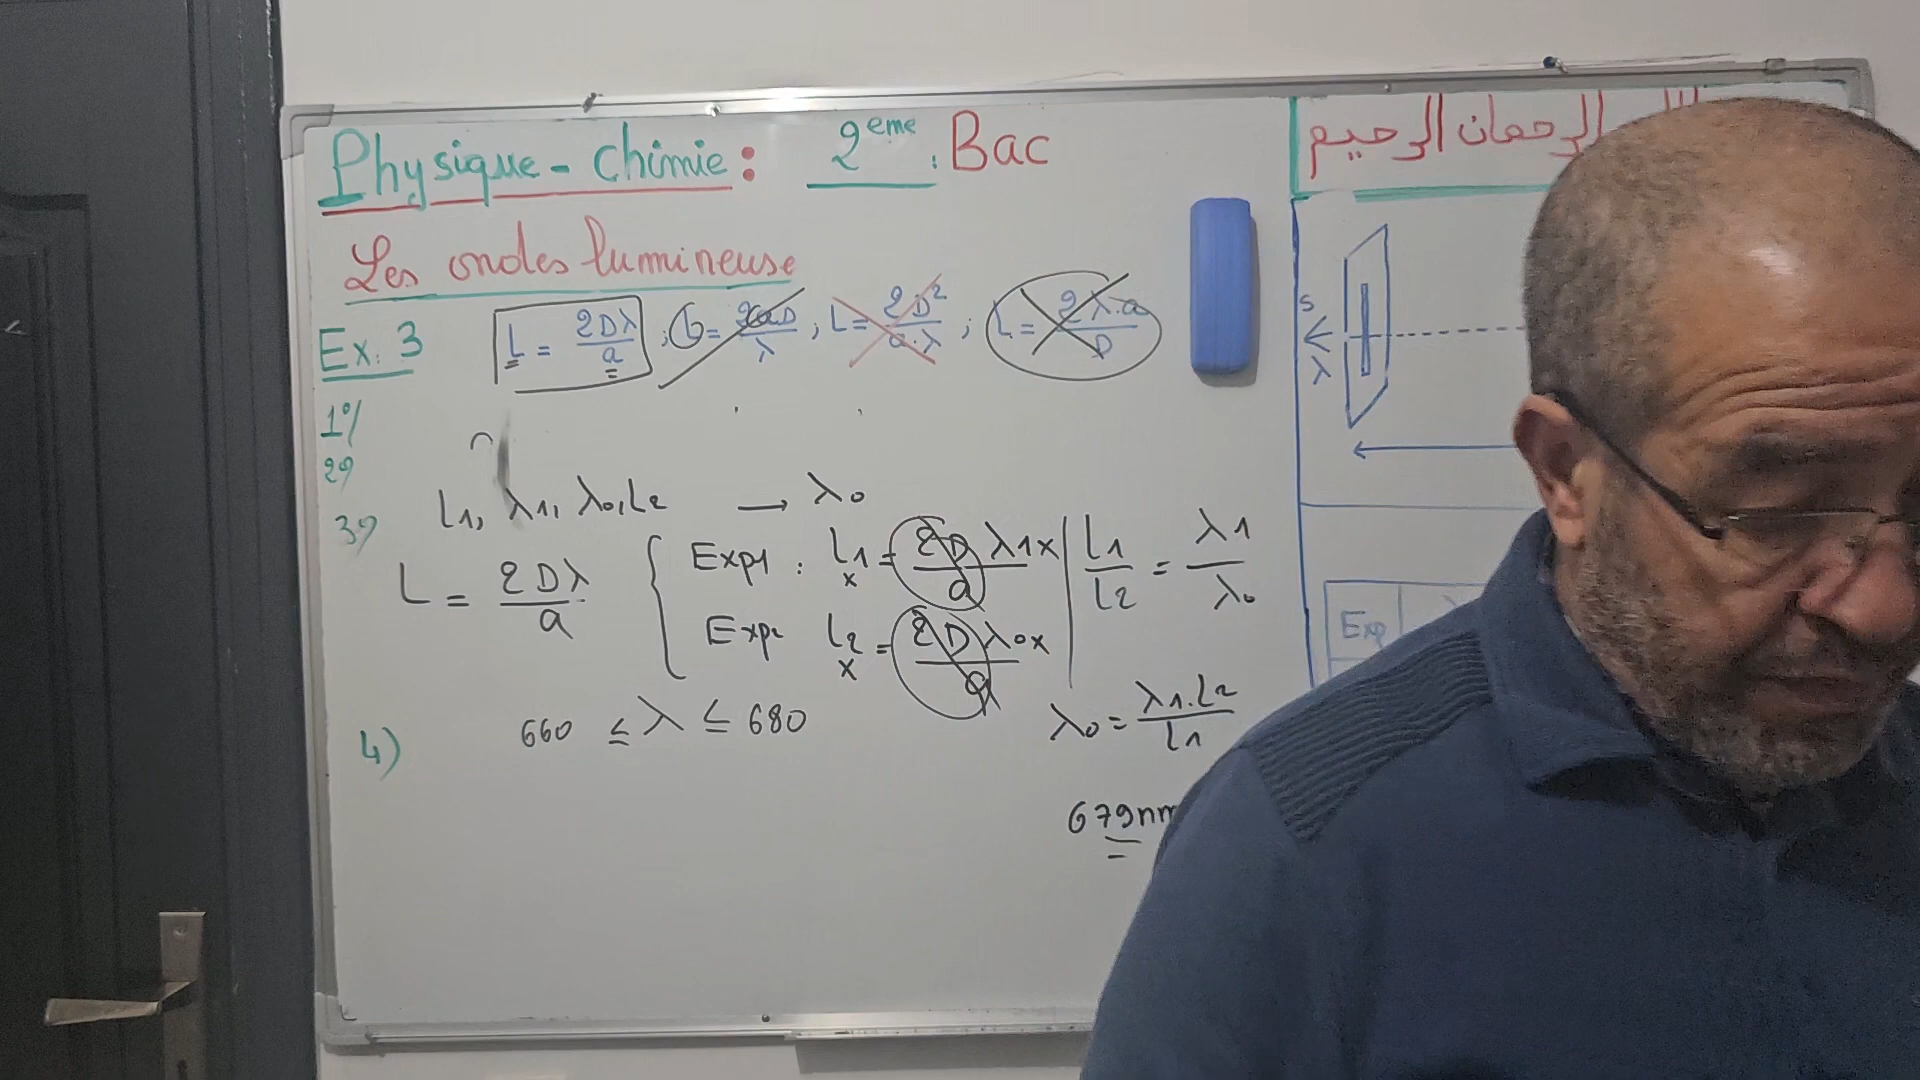 Physique - chimie : 2eme. Bac
Les ondes lumineuse
Ex. 3 L = 2Dλ/a ; L = 2aD/λ ; L = 2D²/a.λ ; L = 2λ.a/D
1°/
2°)
3°) L1, λ1, λ0, L2 → λ0
L = 2Dλ/a { Exp1 : L1 = 2D/a λ1 x | L1/L2 = λ1/λ0
x
Exp2 L2 = 2D/a λ0 x
x
λ0 = λ1.L2/L1
4) 660 ≤ λ ≤ 680
679nm
الرحمان الرحيم
S
λ
Exp